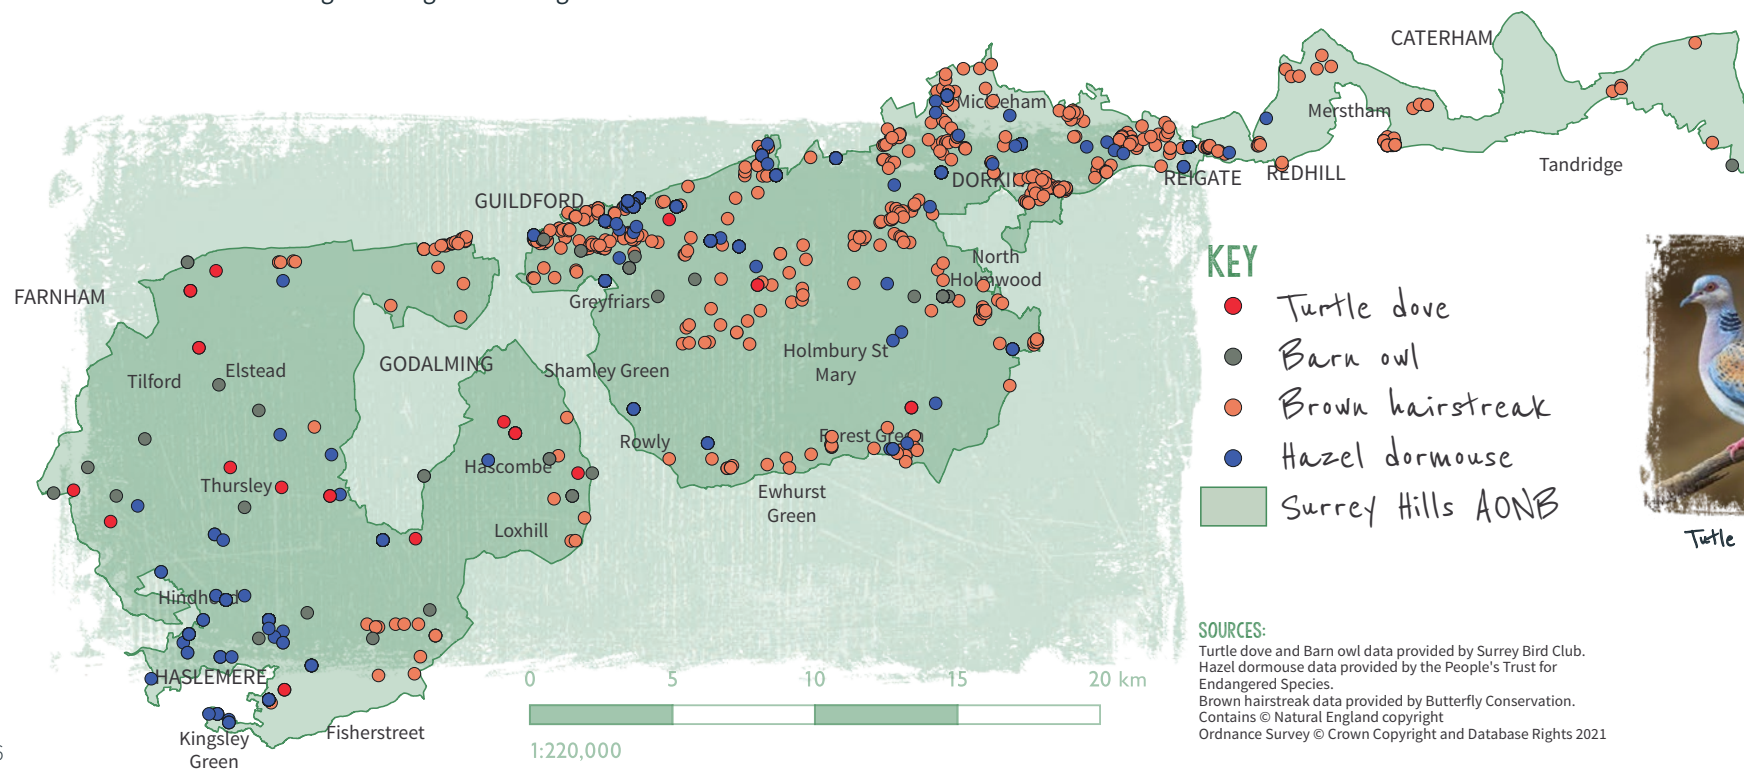 CATERHAM
Mickleham
Merstham
DORKING
REIGATE
REDHILL
Tandridge
GUILDFORD
North
Holmwood
FARNHAM
Greyfriars
GODALMING
Shamley Green
Holmbury St
Mary
Elstead
Tilford
Rowly
Forest Green
Hascombe
Thursley
Ewhurst
Green
Loxhill
Hindhead
HASLEMERE
Kingsley
Green
Fisherstreet
0 5 10 15 20 km
1:220,000
6
KEY
Turtle dove
Barn owl
Brown hairstreak
Hazel dormouse
Surrey Hills AONB
Tutle
SOURCES:
Turtle dove and Barn owl data provided by Surrey Bird Club.
Hazel dormouse data provided by the People's Trust for
Endangered Species.
Brown hairstreak data provided by Butterfly Conservation.
Contains © Natural England copyright
Ordnance Survey © Crown Copyright and Database Rights 2021